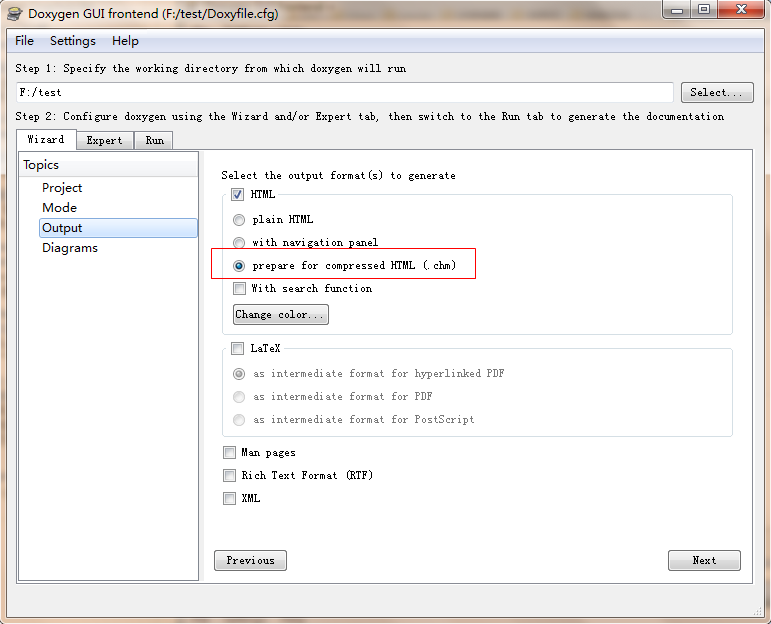 Doxygen GUI frontend (F:/test/Doxyfile.cfg)
File Settings Help
Step 1: Specify the working directory from which doxygen will run
F:/test
Select...
Step 2: Configure doxygen using the Wizard and/or Expert tab, then switch to the Run tab to generate the documentation
Wizard Expert Run
Topics
Project
Mode
Output
Diagrams
Select the output format(s) to generate
HTML
plain HTML
with navigation panel
prepare for compressed HTML (.chm)
With search function
Change color...
LaTeX
as intermediate format for hyperlinked PDF
as intermediate format for PDF
as intermediate format for PostScript
Man pages
Rich Text Format (RTF)
XML
Previous
Next